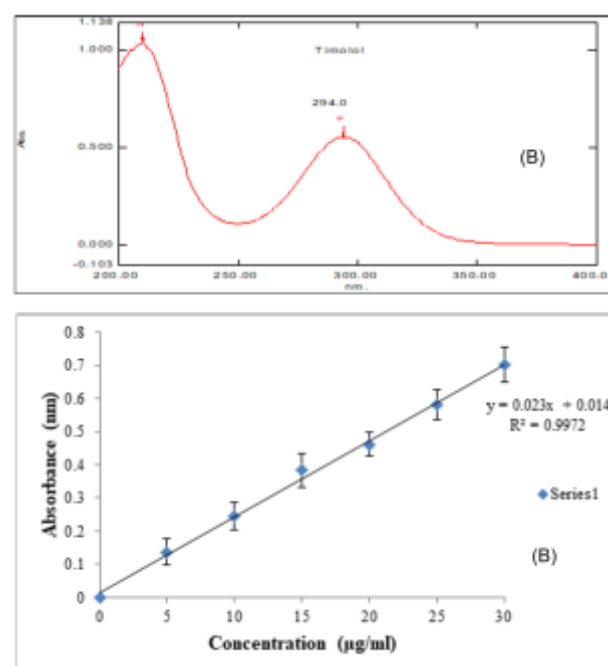 1.138
1.000
Timolol
294.0
Abs.
0.500
(B)
0.000
-0.103
200.00 250.00 300.00 350.00 400.0
nm.
0.8
0.7
0.6
0.5
0.4
0.3
0.2
0.1
0
Absorbance (nm)
y = 0.023x + 0.014
R² = 0.9972
Series1
(B)
0 5 10 15 20 25 30
Concentration (µg/ml)